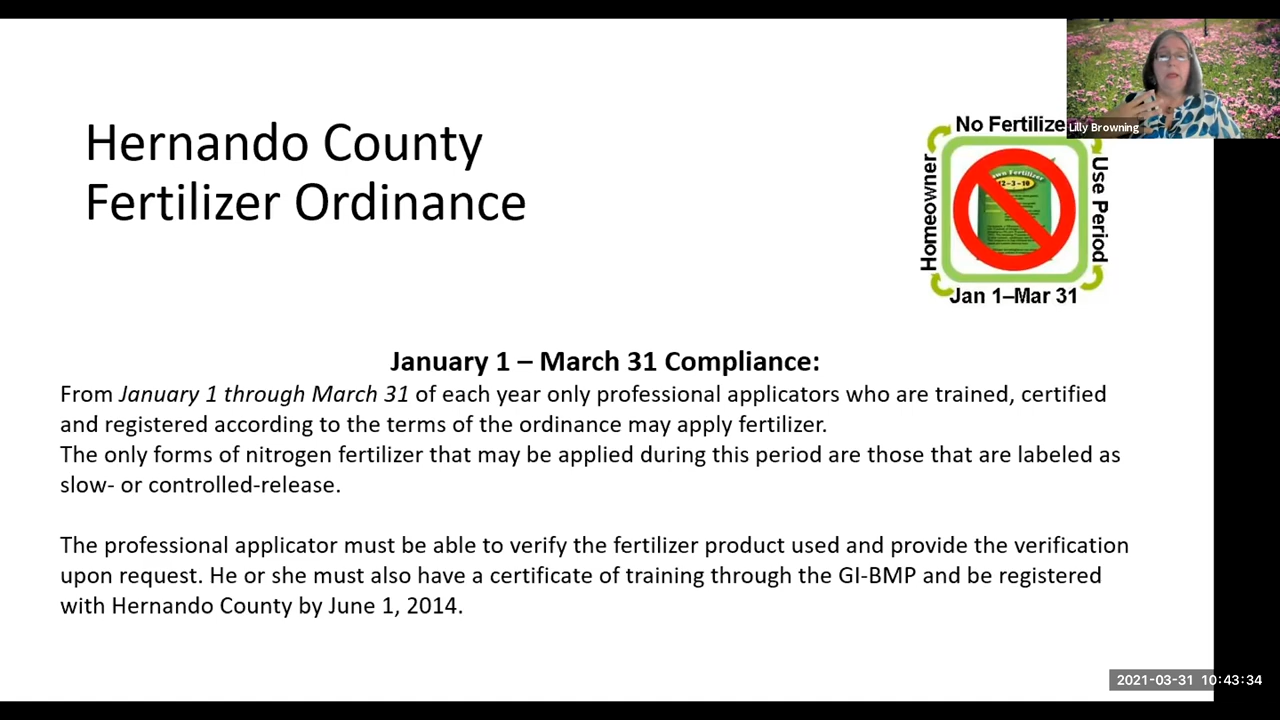 Hernando County
Fertilizer Ordinance
No Fertilize
Lilly Browning
Homeowner
Use Period
12-3-10
Jan 1–Mar 31
January 1 – March 31 Compliance:
From January 1 through March 31 of each year only professional applicators who are trained, certified
and registered according to the terms of the ordinance may apply fertilizer.
The only forms of nitrogen fertilizer that may be applied during this period are those that are labeled as
slow- or controlled-release.
The professional applicator must be able to verify the fertilizer product used and provide the verification
upon request. He or she must also have a certificate of training through the GI-BMP and be registered
with Hernando County by June 1, 2014.
2021-03-31 10:43:34